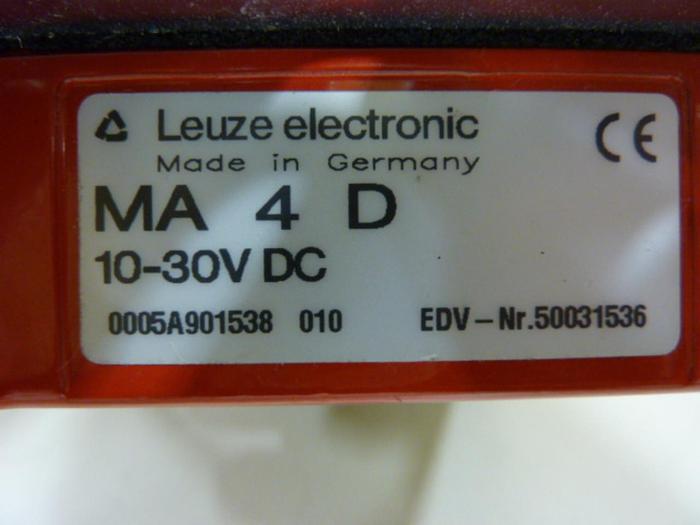 Leuze electronic
CE
Made in Germany
MA 4 D
10-30V DC
0005A901538 010 EDV-Nr.50031536